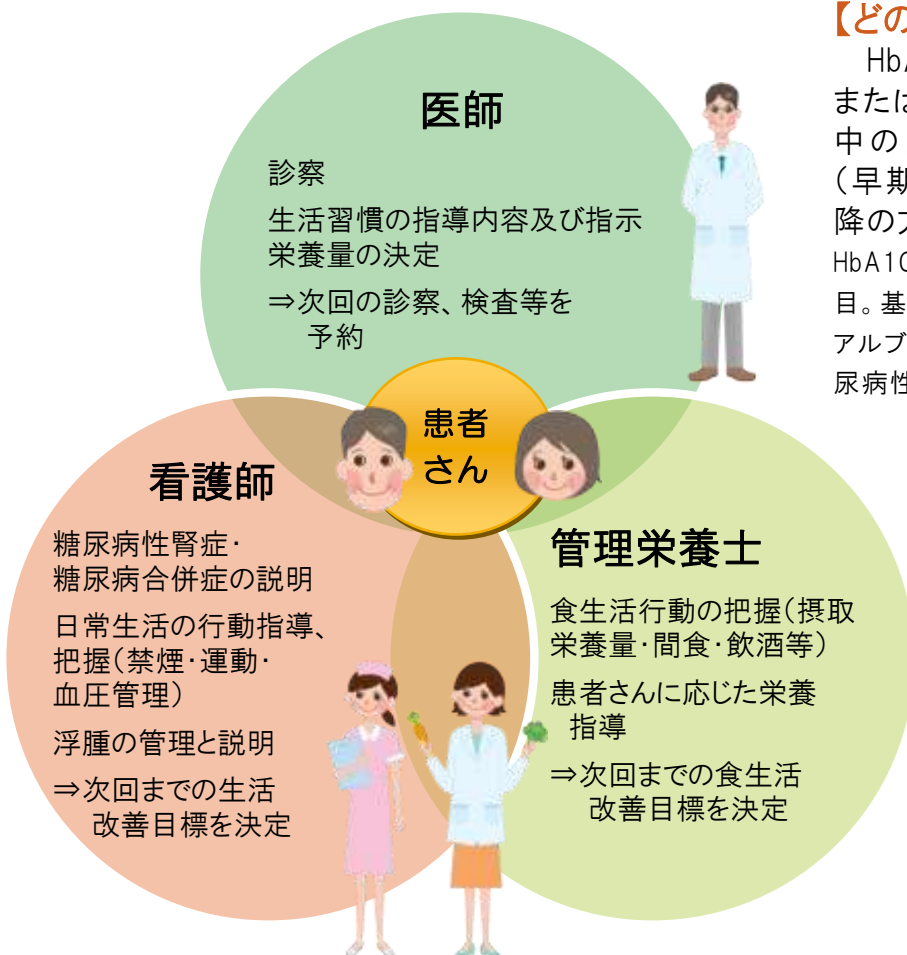 医師
診察
生活習慣の指導内容及び指示
栄養量の決定
⇒次回の診察、検査等を
予約
患者
さん
看護師
糖尿病性腎症・
糖尿病合併症の説明
日常生活の行動指導、
把握(禁煙・運動・
血圧管理)
浮腫の管理と説明
⇒次回までの生活
改善目標を決定
管理栄養士
食生活行動の把握(摂取
栄養量・間食・飲酒等)
患者さんに応じた栄養
指導
⇒次回までの食生活
改善目標を決定
【どの
HbA
または
中の
(早期
降の
HbA1C
目。基
アルブ
尿病性